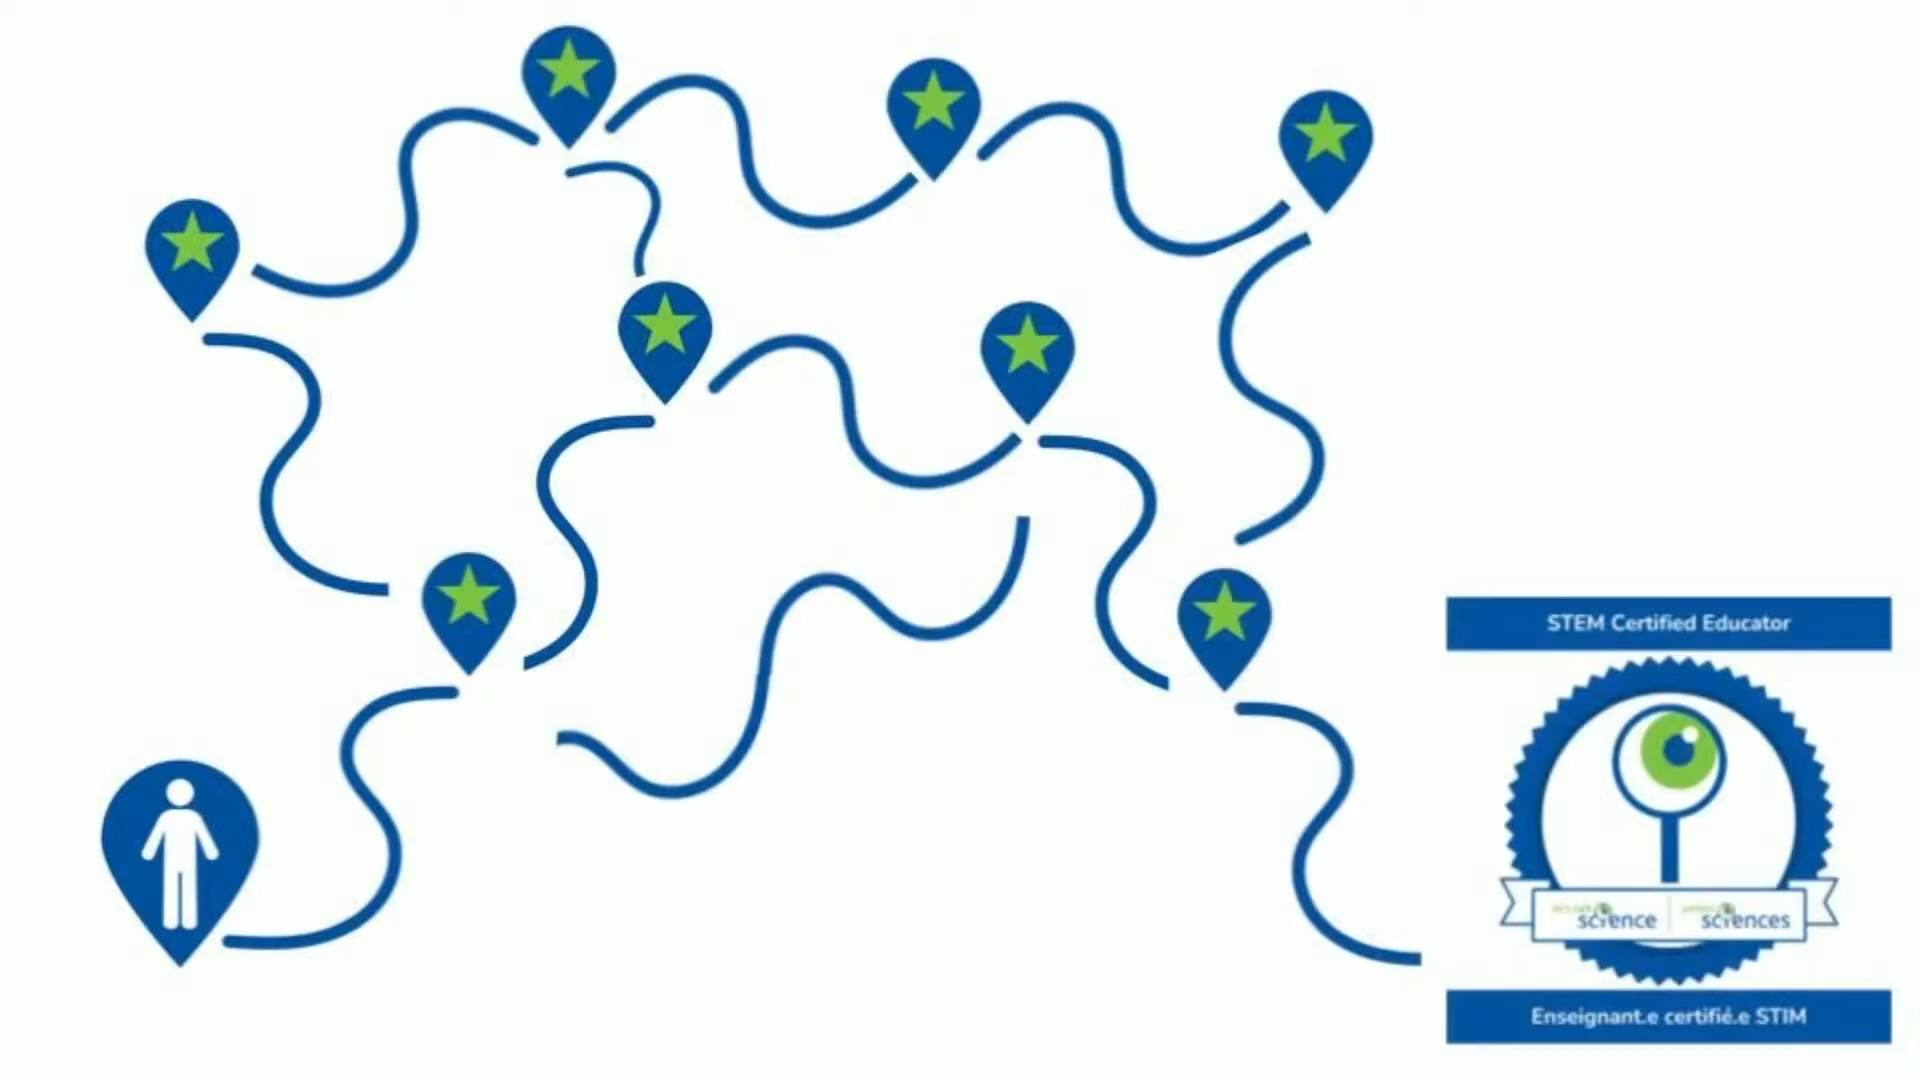 STEM Certified Educator
science sciences
Enseignant.e certifié.e STIM